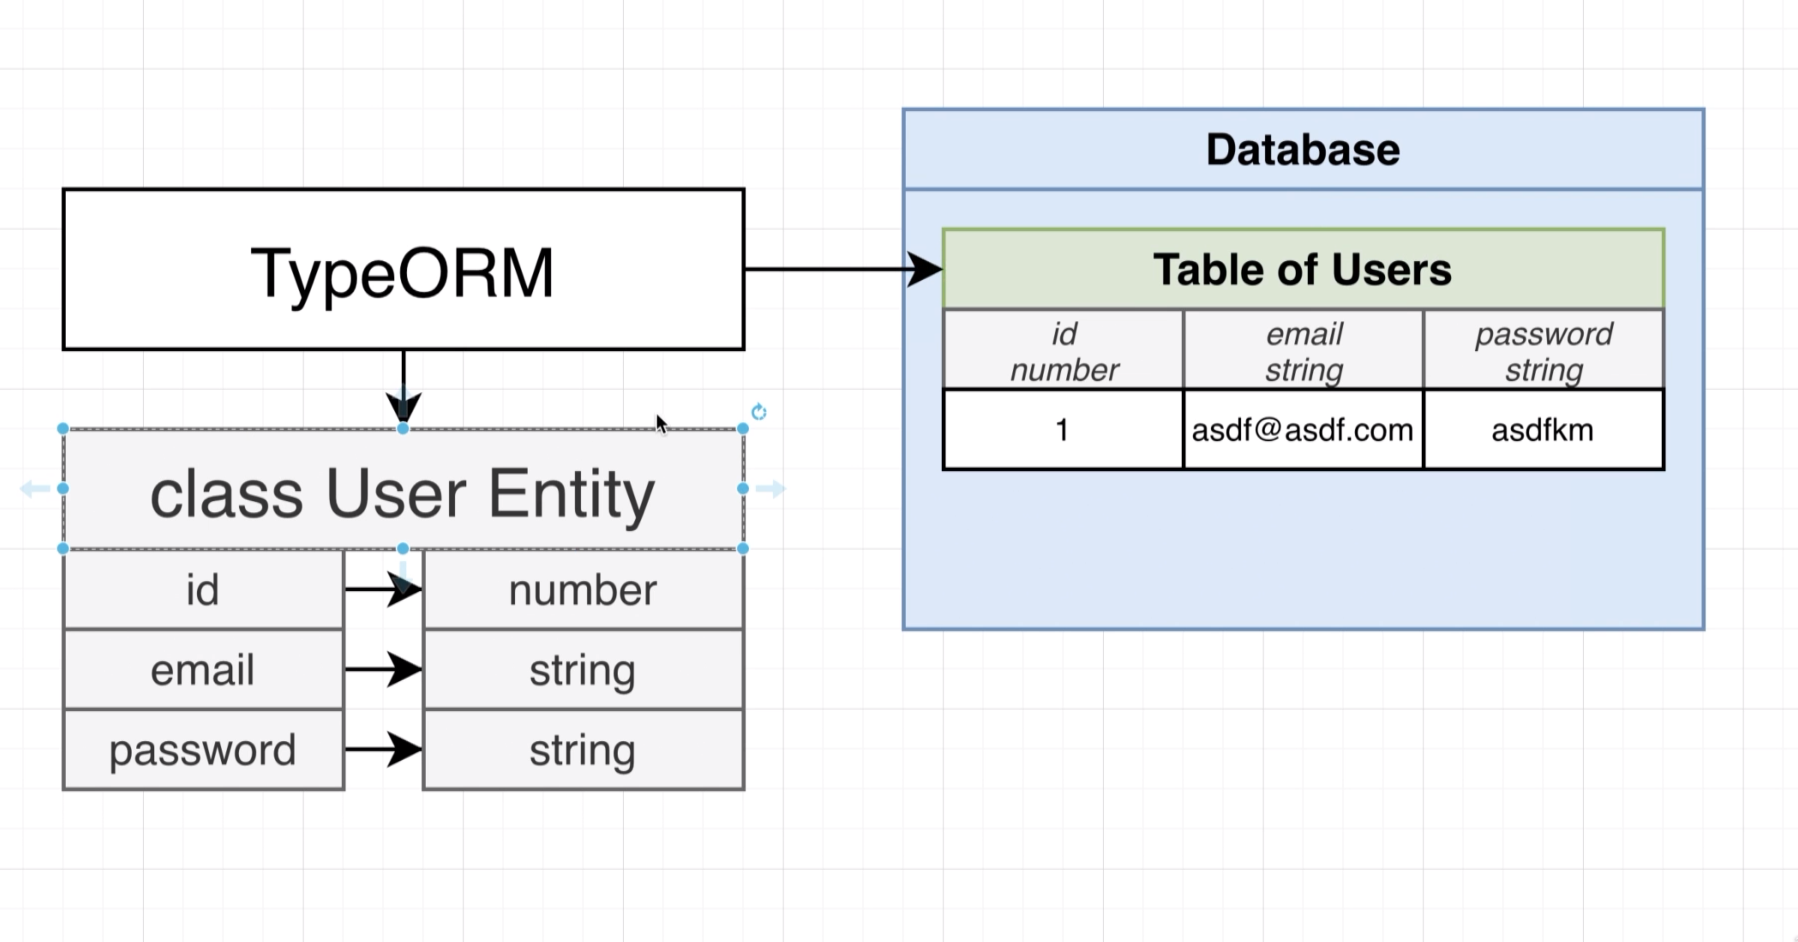 TypeORM
class User Entity
id
number
email
string
password
string
Database
Table of Users
id
number
email
string
password
string
1
asdf@asdf.com
asdfkm